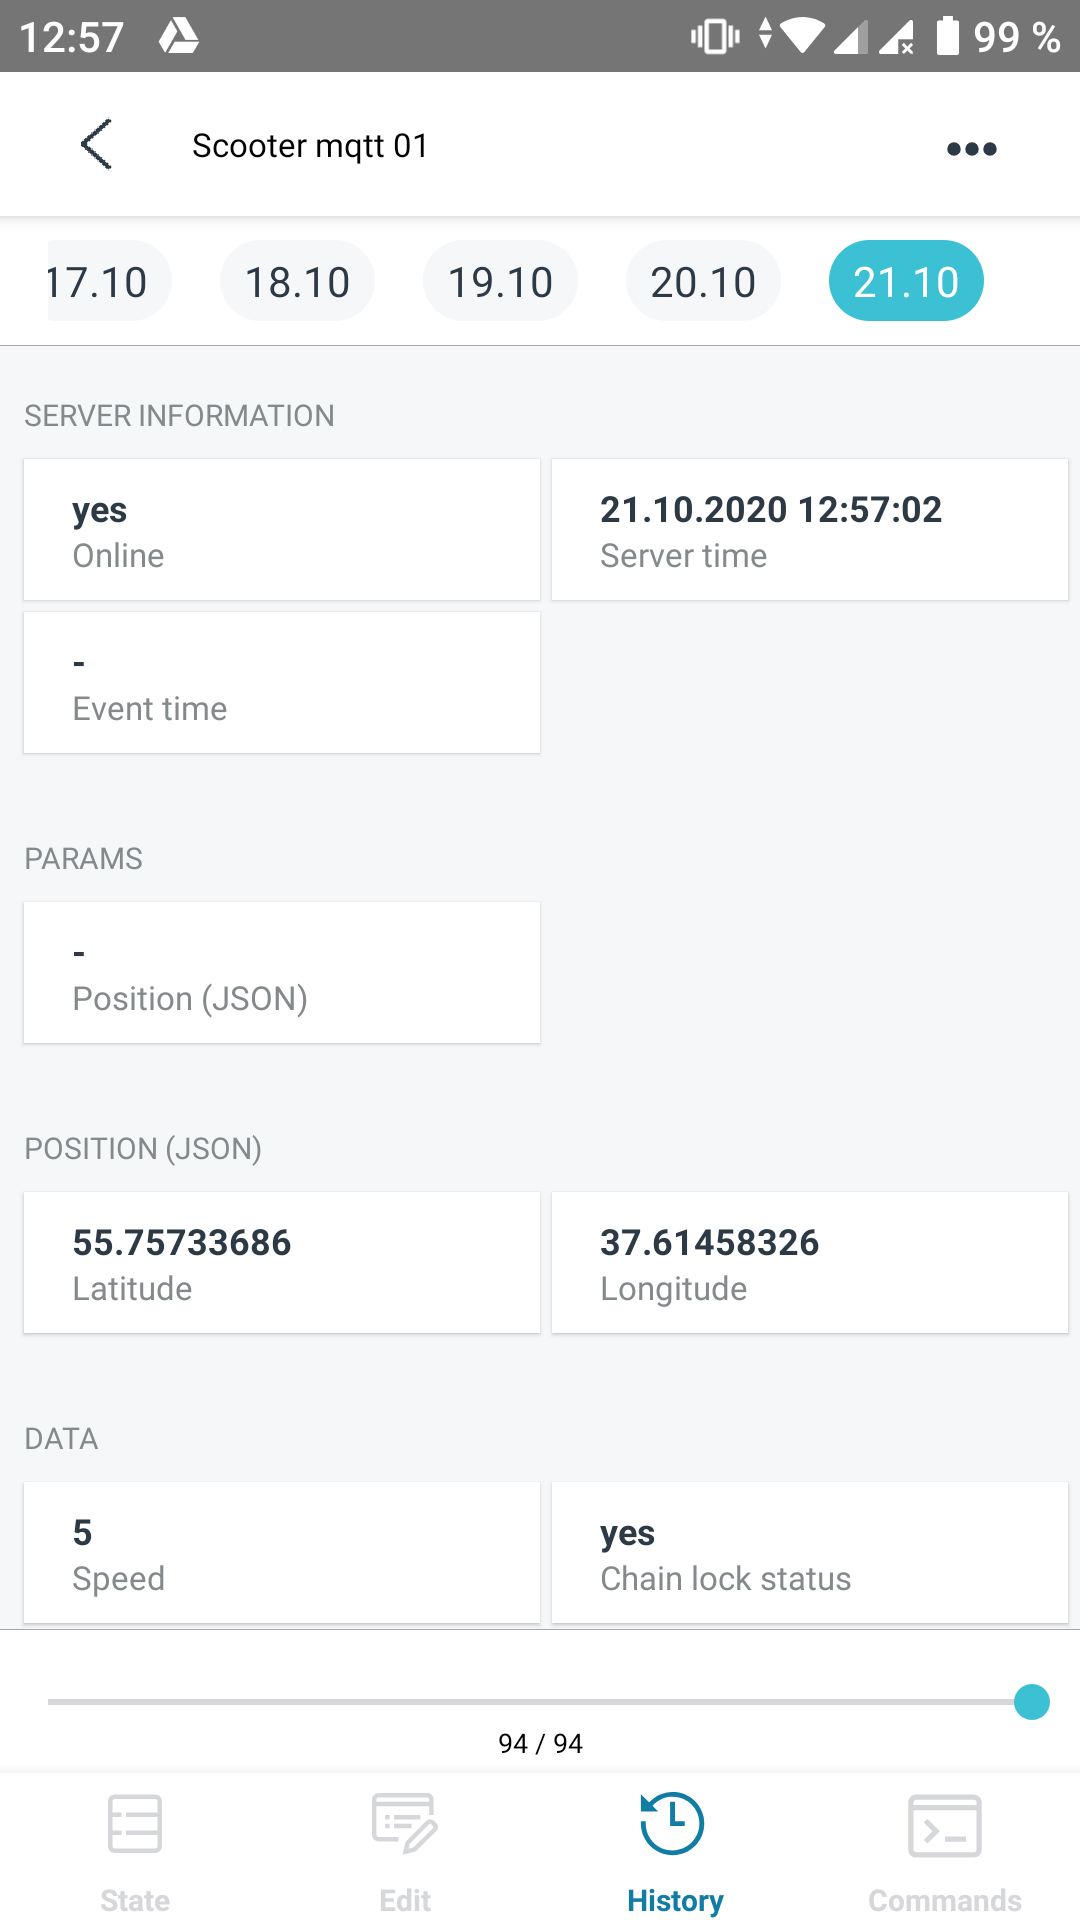 12:57 99 %
Scooter mqtt 01
17.10 18.10 19.10 20.10 21.10
SERVER INFORMATION
yes 21.10.2020 12:57:02
Online Server time
-
Event time
PARAMS
-
Position (JSON)
POSITION (JSON)
55.75733686 37.61458326
Latitude Longitude
DATA
5 yes
Speed Chain lock status
94 / 94
State Edit History Commands